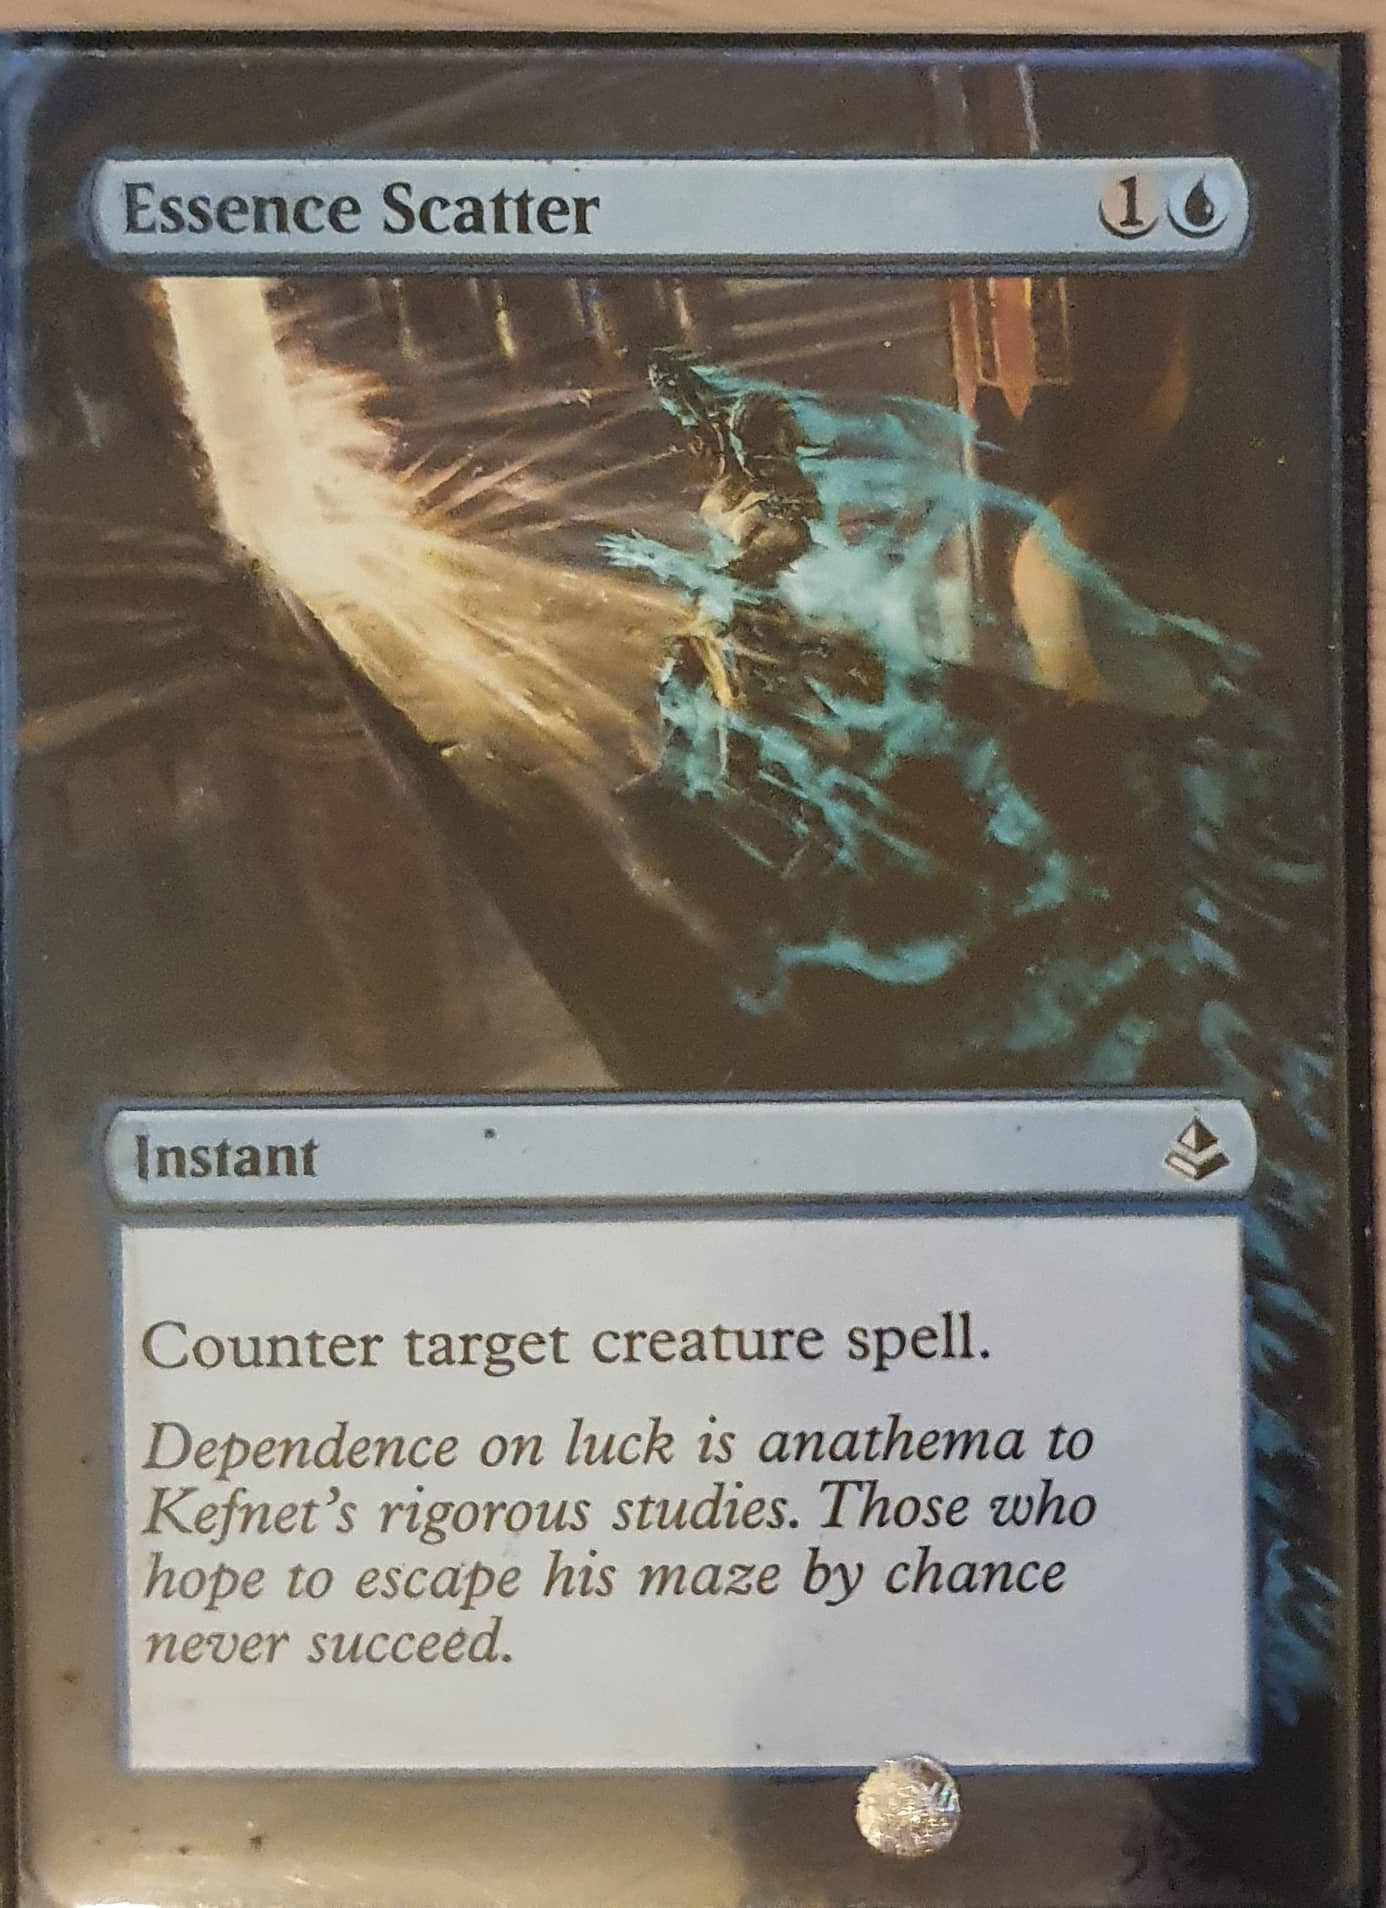 Essence Scatter 1
Instant
Counter target creature spell.
Dependence on luck is anathema to
Kefnet's rigorous studies. Those who
hope to escape his maze by chance
never succeed.